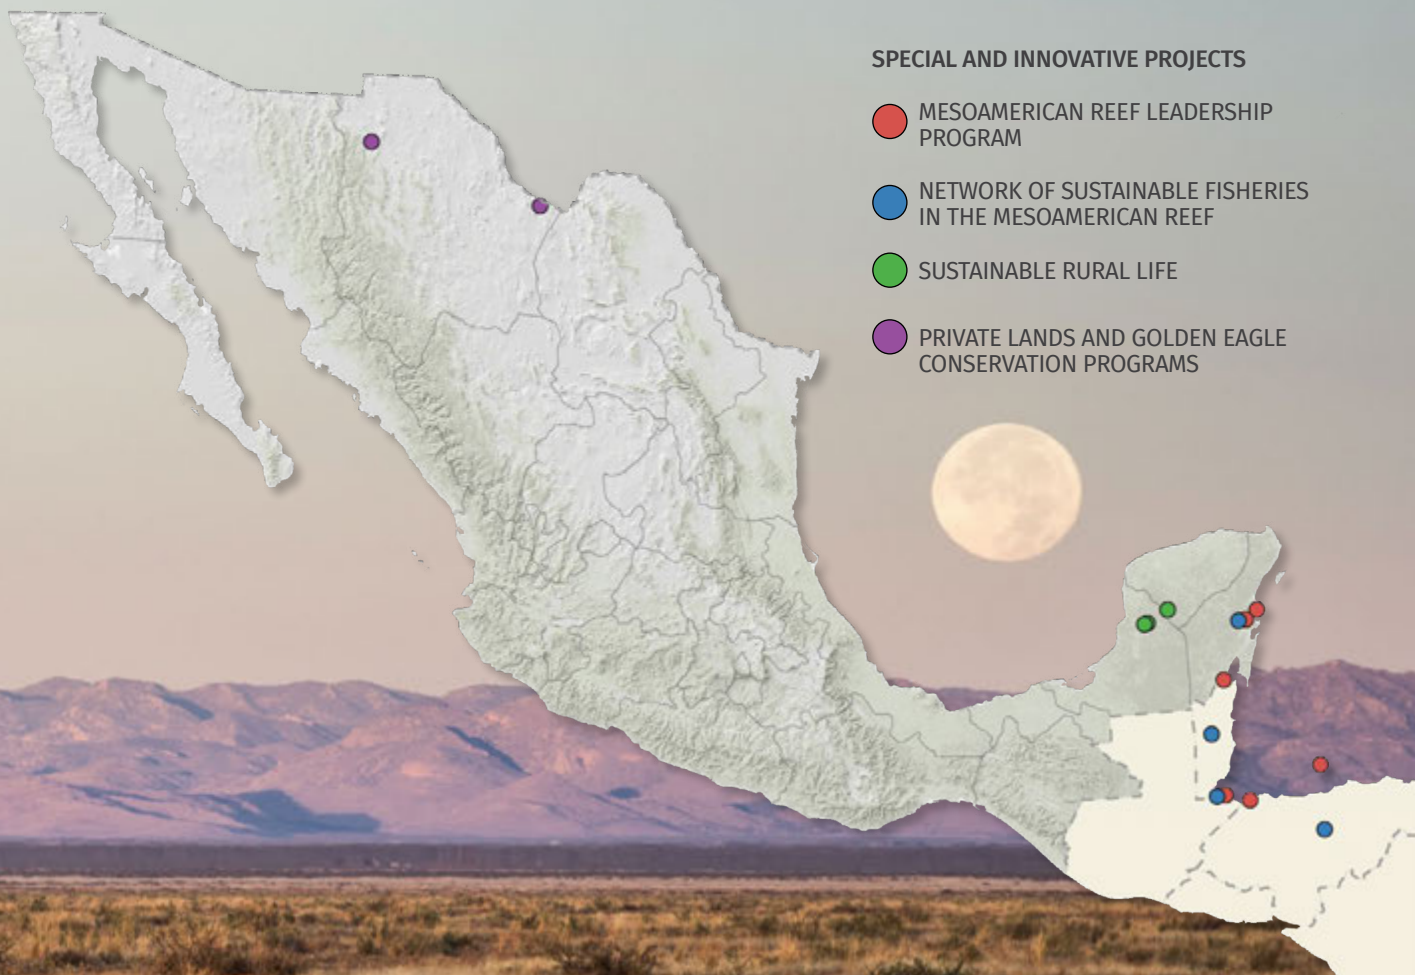 SPECIAL AND INNOVATIVE PROJECTS
MESOAMERICAN REEF LEADERSHIP
PROGRAM
NETWORK OF SUSTAINABLE FISHERIES
IN THE MESOAMERICAN REEF
SUSTAINABLE RURAL LIFE
PRIVATE LANDS AND GOLDEN EAGLE
CONSERVATION PROGRAMS